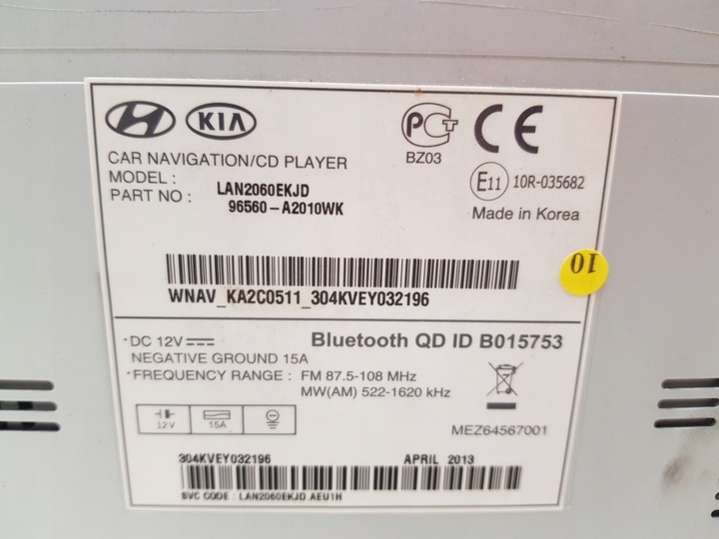 KIA
PCT
CE
BZ03
CAR NAVIGATION/CD PLAYER
MODEL : LAN2060EKJD
PART NO : 96560-A2010WK
E11 10R-035682
Made in Korea
10
WNAV_KA2C0511_304KVEY032196
·DC 12V
NEGATIVE GROUND 15A
Bluetooth QD ID B015753
·FREQUENCY RANGE : FM 87.5-108 MHz
MW(AM) 522-1620 kHz
12V 15A
MEZ64567001
304KVEY032196 APRIL 2013
SVC CODE : LAN2060EKJD.AEU1H